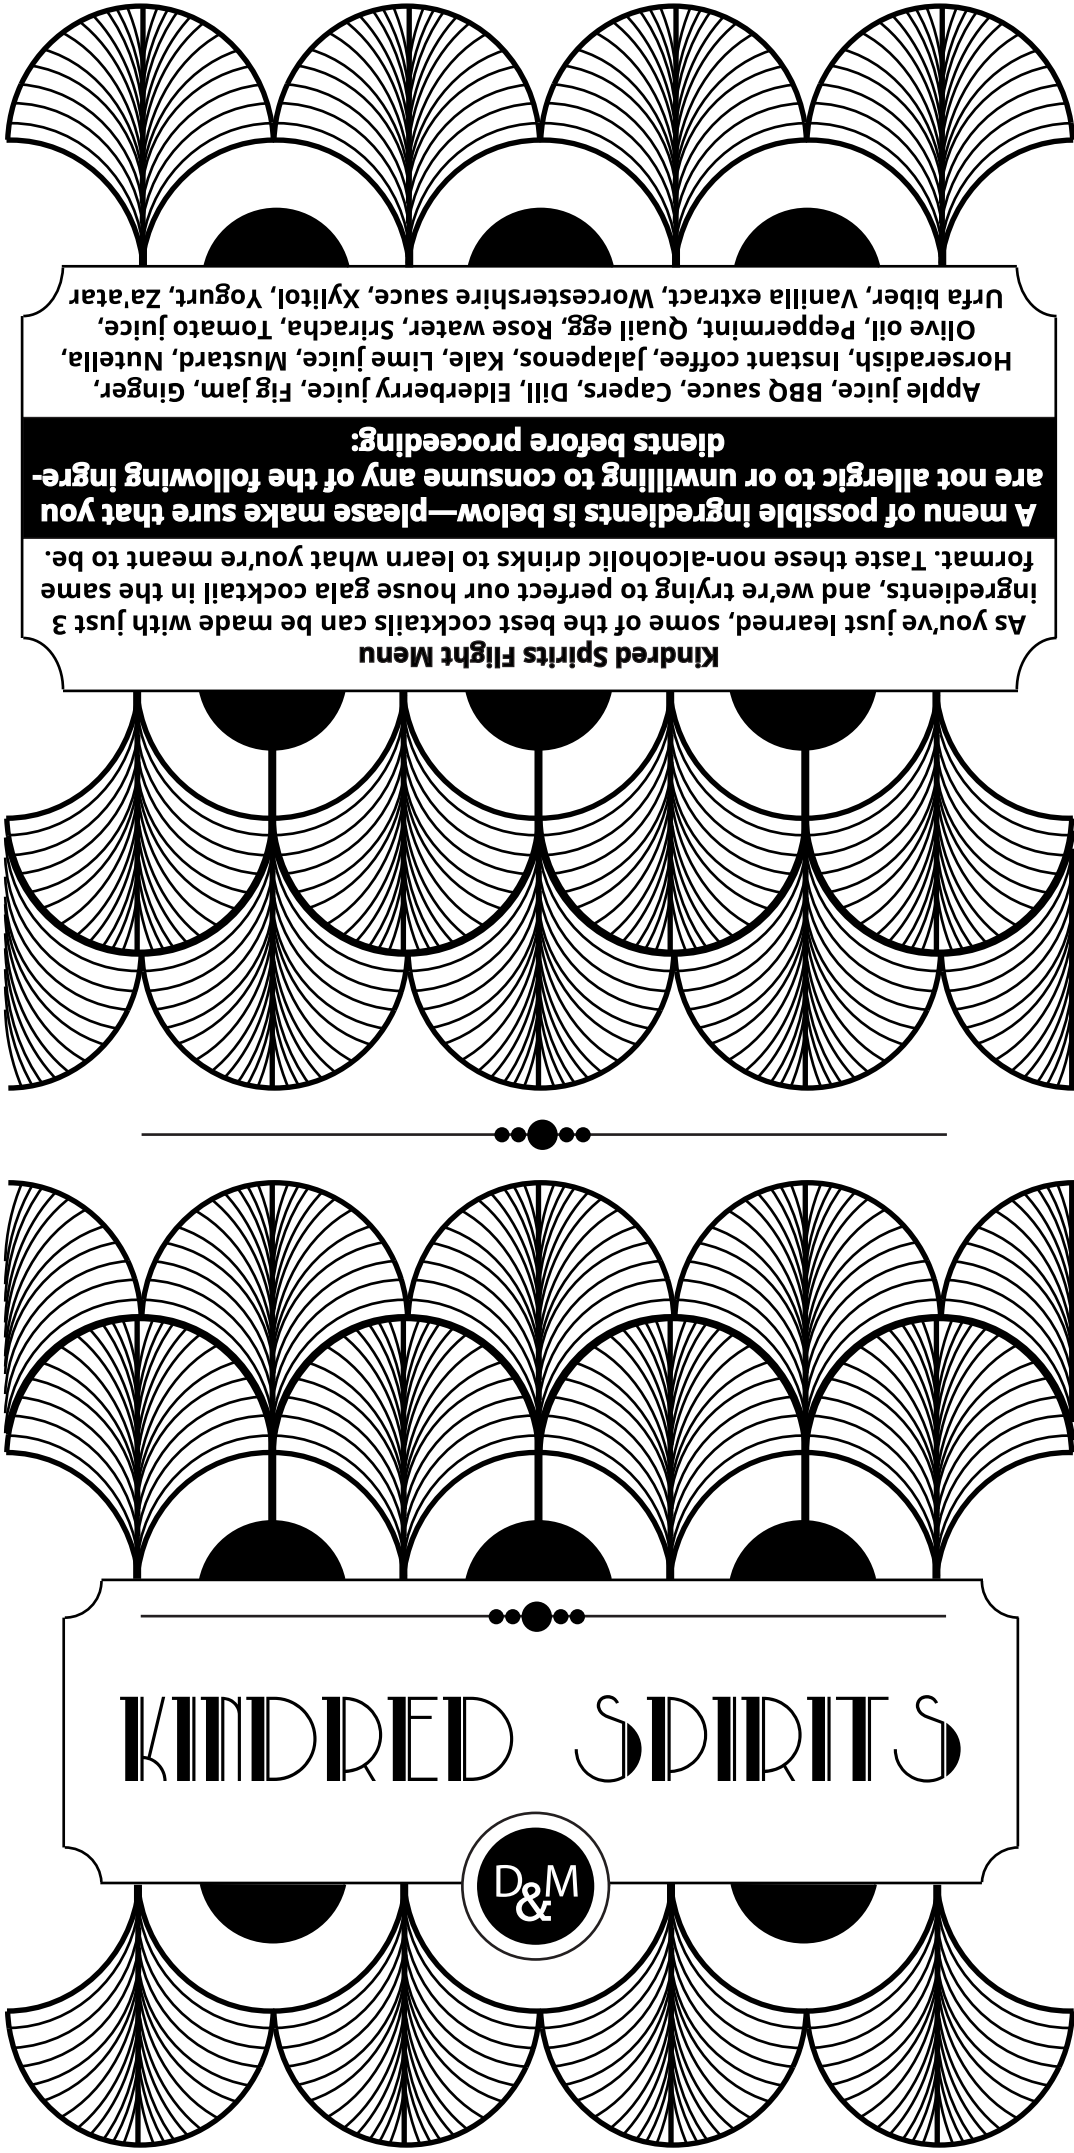 Kindred Spirits Flight Menu
As you've just learned, some of the best cocktails can be made with just 3
ingredients, and we're trying to perfect our house gala cocktail in the same
format. Taste these non-alcoholic drinks to learn what you're meant to be.
A menu of possible ingredients is below—please make sure that you
are not allergic to or unwilling to consume any of the following ingre-
dients before proceeding:
Apple juice, BBQ sauce, Capers, Dill, Elderberry juice, Fig jam, Ginger,
Horseradish, Instant coffee, Jalapenos, Kale, Lime juice, Mustard, Nutella,
Olive oil, Peppermint, Quail egg, Rose water, Sriracha, Tomato juice,
Urfa biber, Vanilla extract, Worcestershire sauce, Xylitol, Yogurt, Za'atar
KINDRED SPIRITS
D&M